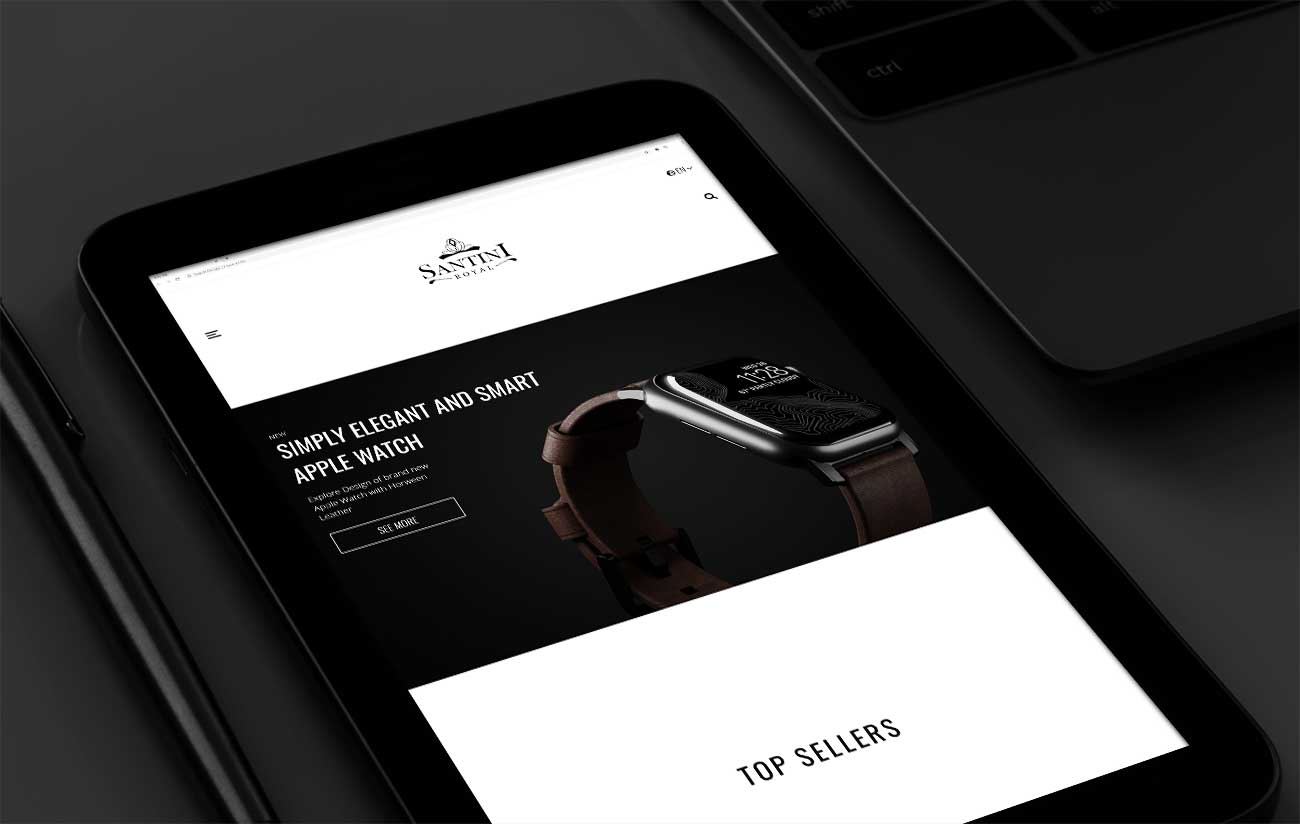 shift
alt
ctrl
EN
SANTINI
ROYAL
NEW
SIMPLY ELEGANT AND SMART
APPLE WATCH
Explore Design of brand new
Apple Watch with Horween
Leather
SEE MORE
11:28
TOP SELLERS